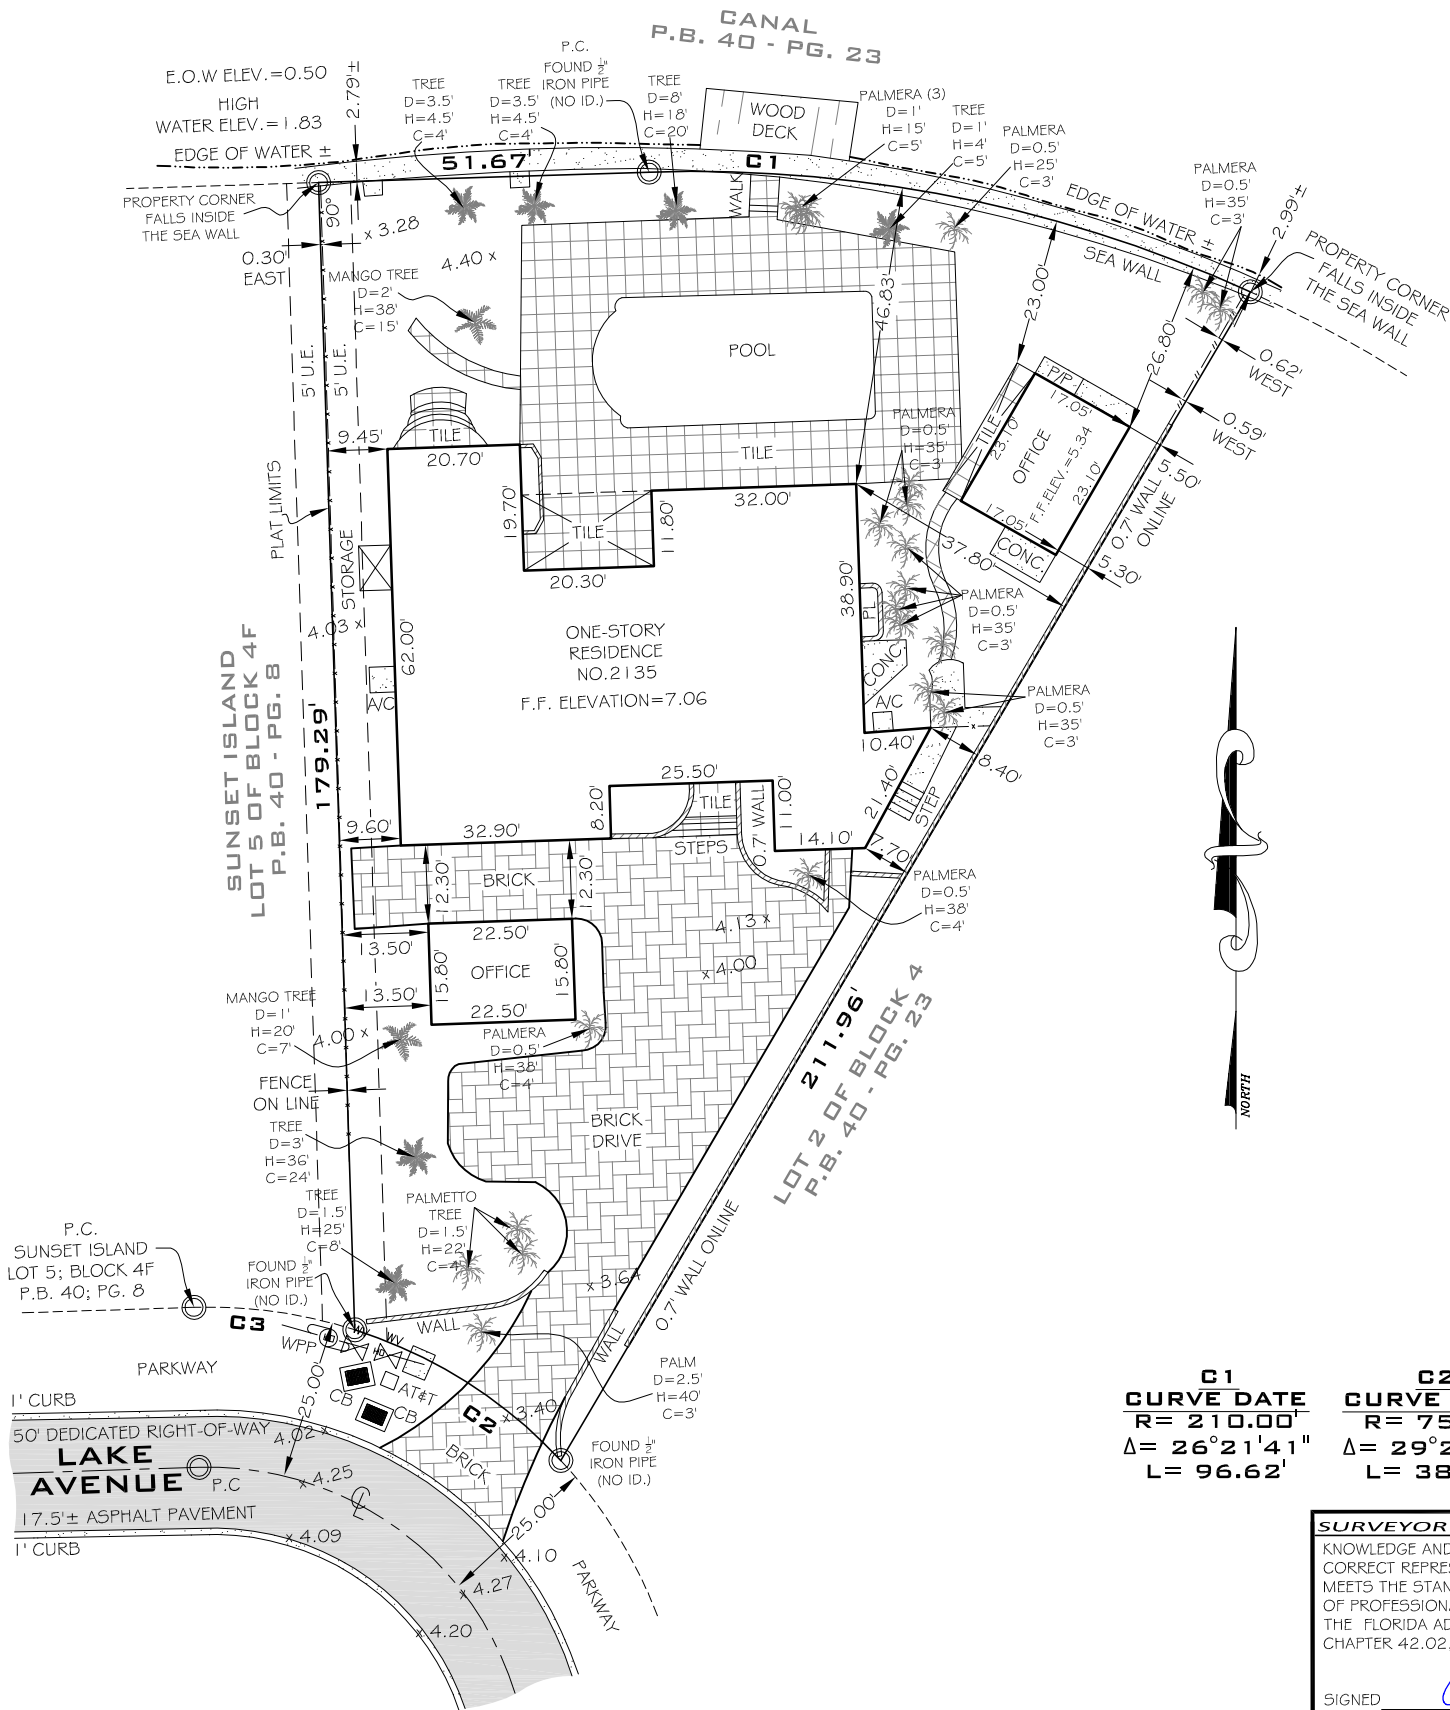 CANAL
P.B. 40 - PG. 23
E.O.W ELEV.=0.50
HIGH
WATER ELEV.=1.83
EDGE OF WATER ±
2.79'±
TREE
D=3.5'
H=4.5'
C=4'
TREE
D=3.5'
H=4.5'
C=4'
P.C.
FOUND ½"
IRON PIPE
(NO ID.)
TREE
D=8'
H=18'
C=20'
WOOD
DECK
PALMERA (3)
D=1'
H=15'
C=5'
TREE
D=1'
H=4'
C=5'
PALMERA
D=0.5'
H=25'
C=3'
PALMERA
D=0.5'
H=35'
C=3'
51.67'
C1
WALK
EDGE OF WATER ±
SEA WALL
2.99'±
PROPERTY CORNER
FALLS INSIDE
THE SEA WALL
PROPERTY CORNER
FALLS INSIDE
THE SEA WALL
90°
x 3.28
0.30'
EAST
4.40 x
MANGO TREE
D=2'
H=38'
C=15'
5' U.E.
5' U.E.
46.83'
23.00'
26.80'
0.62'
WEST
0.59'
WEST
POOL
P/P
17.05'
TILE
23.10'
OFFICE
F.F.ELEV.=5.34
23.10'
17.05'
CONC.
5.50'
0.7' WALL
ONLINE
5.30'
PALMERA
D=0.5'
H=35'
C=3'
9.45'
TILE
20.70'
TILE
32.00'
19.70'
TILE
11.80'
20.30'
37.80'
PLAT LIMITS
STORAGE
4.03 x
62.00'
38.90'
PL
ONE-STORY
RESIDENCE
NO.2135
F.F. ELEVATION=7.06
PALMERA
D=0.5'
H=35'
C=3'
CONC.
A/C
A/C
PALMERA
D=0.5'
H=35'
C=3'
SUNSET ISLAND
LOT 5 OF BLOCK 4F
P.B. 40 - PG. 8
179.29'
10.40'
8.40'
21.40'
STEP
25.50'
8.20'
TILE
0.7' WALL
11.00'
14.10'
7.70'
STEPS
9.60'
32.90'
BRICK
12.30'
12.30'
PALMERA
D=0.5'
H=38'
C=4'
4.13 x
x 4.00
13.50'
22.50'
15.80'
OFFICE
15.80'
22.50'
13.50'
MANGO TREE
D=1'
H=20'
C=7'
4.00 x
PALMERA
D=0.5'
H=38'
C=4'
211.96'
LOT 2 OF BLOCK 4
P.B. 40 - PG. 23
NORTH
FENCE
ON LINE
BRICK
DRIVE
TREE
D=3'
H=36'
C=24'
TREE
D=1.5'
H=25'
C=8'
PALMETTO
TREE
D=1.5'
H=22'
C=4'
0.7' WALL ONLINE
x 3.64
P.C.
SUNSET ISLAND
LOT 5; BLOCK 4F
P.B. 40; PG. 8
FOUND ½"
IRON PIPE
(NO ID.)
C3
WPP
WV
WALL
WALL
PARKWAY
25.00'
CB
AT&T
CB
PALM
D=2.5'
H=40'
C=3'
C2
x 3.40
BRICK
FOUND ½"
IRON PIPE
(NO ID.)
1' CURB
50' DEDICATED RIGHT-OF-WAY
4.02 x
LAKE
AVENUE
P.C
x 4.25
17.5'± ASPHALT PAVEMENT
1' CURB
x 4.09
25.00'
x 4.10
x 4.27
x 4.20
PARKWAY
C1
CURVE DATE
R= 210.00'
Δ= 26°21'41"
L= 96.62'
C2
CURVE
R= 75
Δ= 29°2
L= 38
SURVEYOR
KNOWLEDGE AND
CORRECT REPRES
MEETS THE STAN
OF PROFESSIONA
THE FLORIDA AD
CHAPTER 42.02.
SIGNED